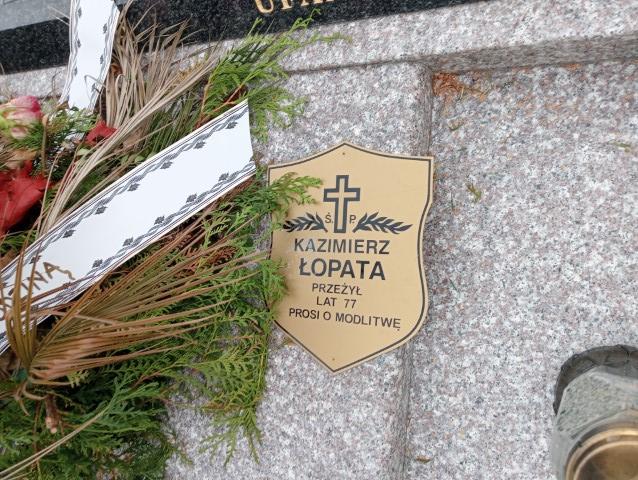 Ś. P.
KAZIMIERZ
ŁOPATA
PRZEŻYŁ
LAT 77
PROSI O MODLITWĘ